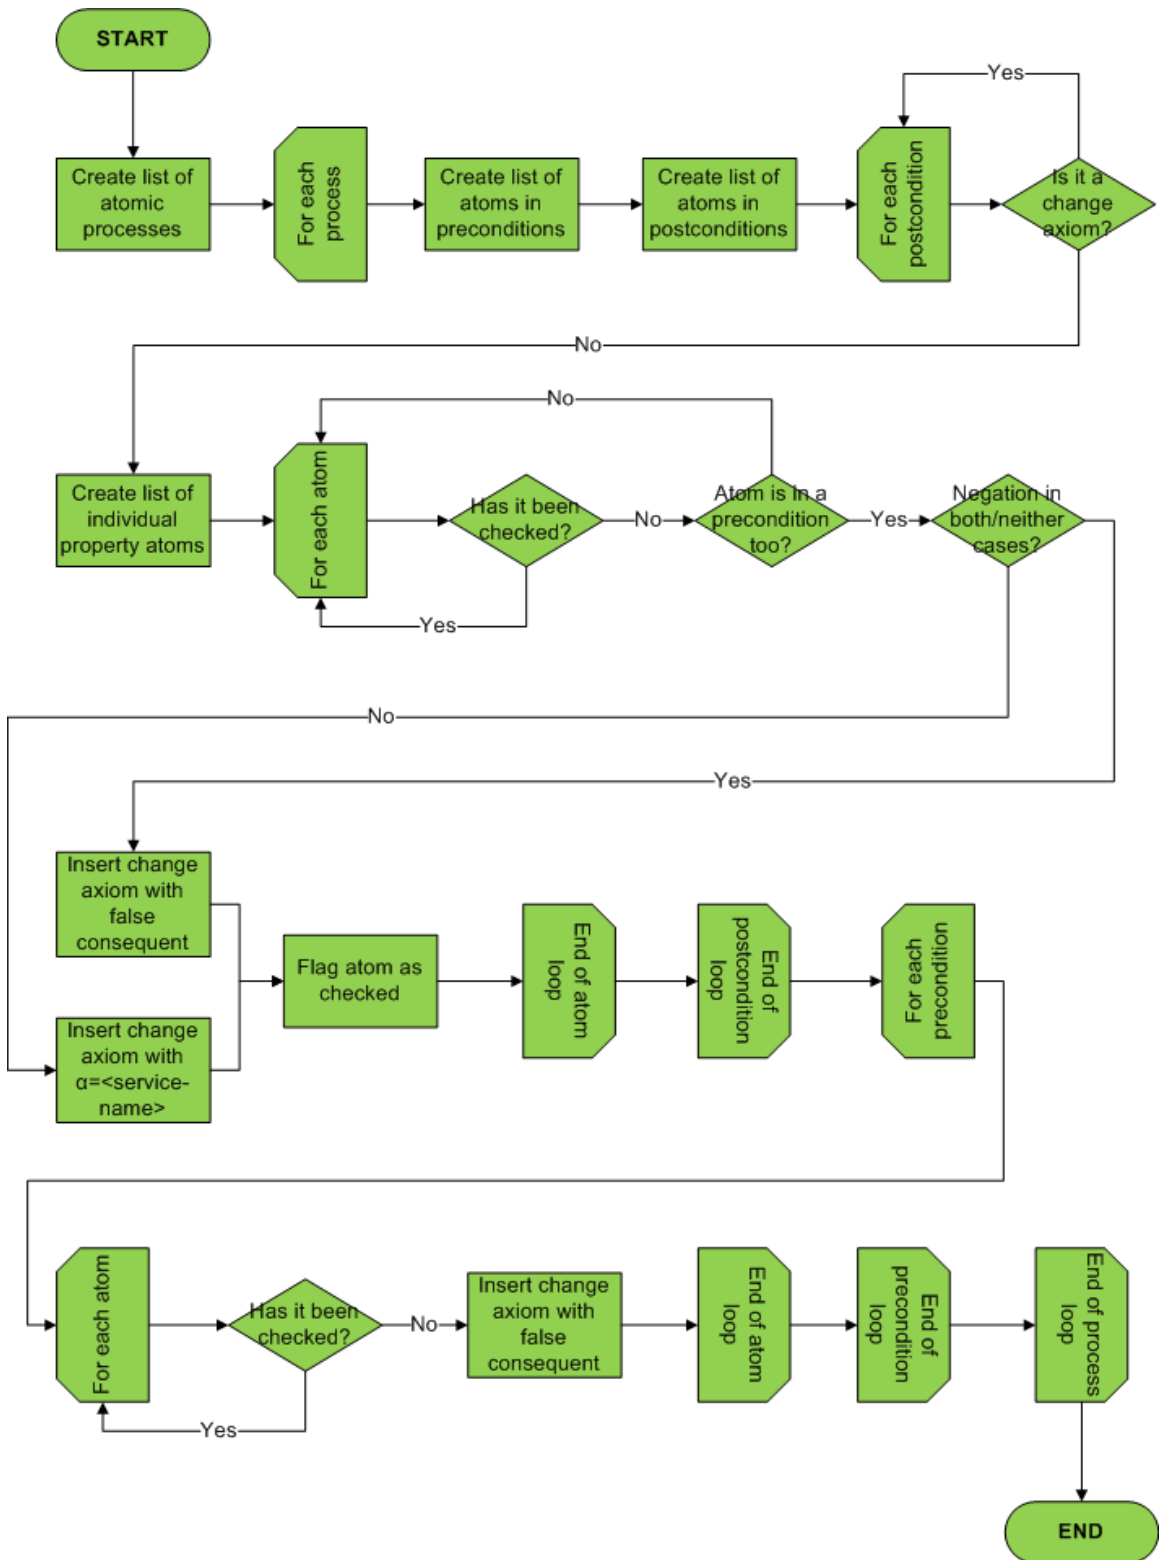 START
Create list of
atomic
processes
For each
process
Create list of
atoms in
preconditions
Create list of
atoms in
postconditions
For each
postcondition
Yes
Is it a
change
axiom?
No
No
Create list of
individual
property atoms
For each atom
Has it been
checked?
No
Atom is in a
precondition
too?
Yes
Negation in
both/neither
cases?
Yes
No
Yes
Insert change
axiom with
false
consequent
Insert change
axiom with
α=<service-
name>
Flag atom as
checked
End of atom
loop
End of
postcondition
loop
For each
precondition
For each atom
Has it been
checked?
No
Yes
Insert change
axiom with
false
consequent
End of atom
loop
End of
precondition
loop
End of process
loop
END